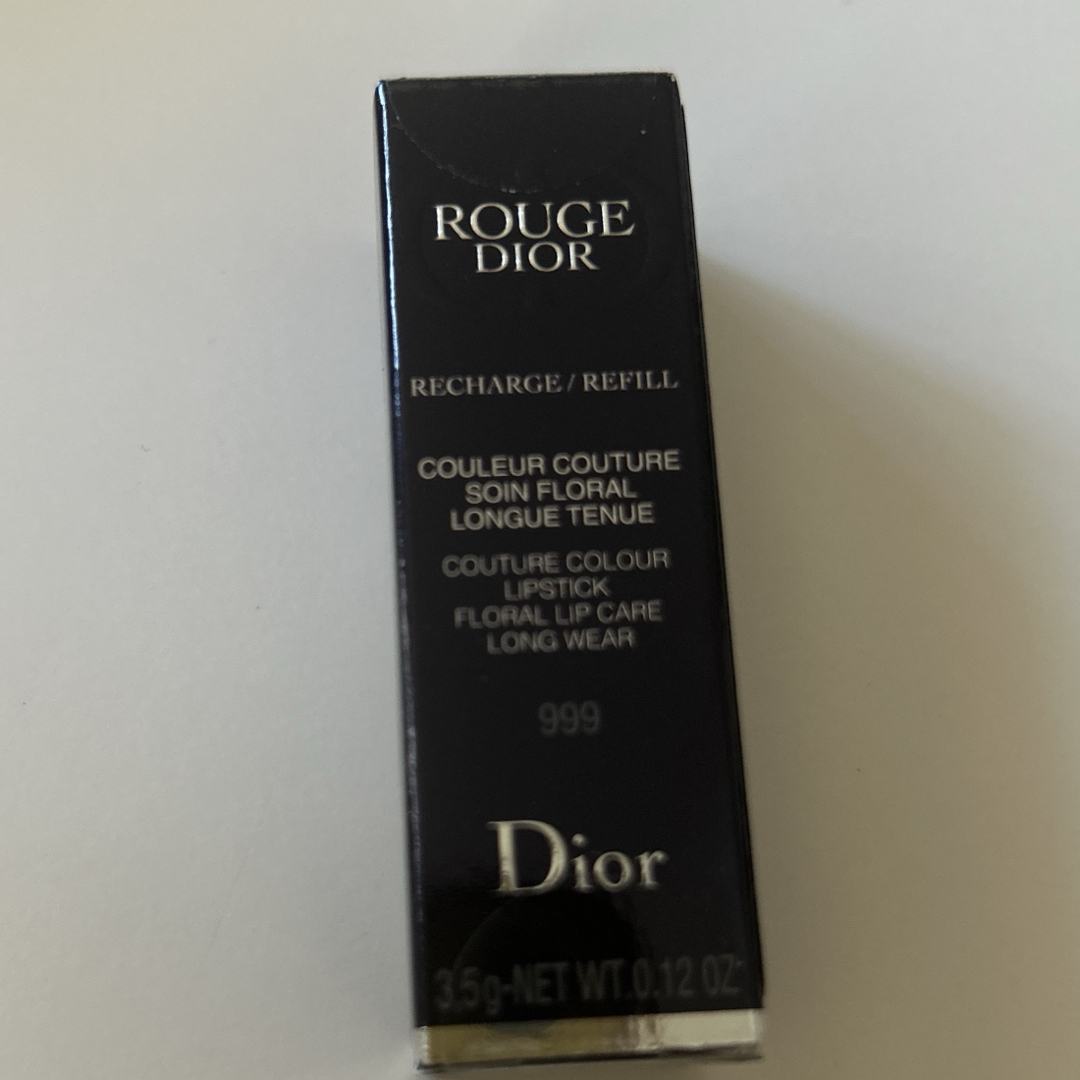 ROUGE
DIOR
RECHARGE / REFILL
COULEUR COUTURE
SOIN FLORAL
LONGUE TENUE
COUTURE COLOUR
LIPSTICK
FLORAL LIP CARE
LONG WEAR
999
Dior
3.5g-NET WT.0.12 OZ